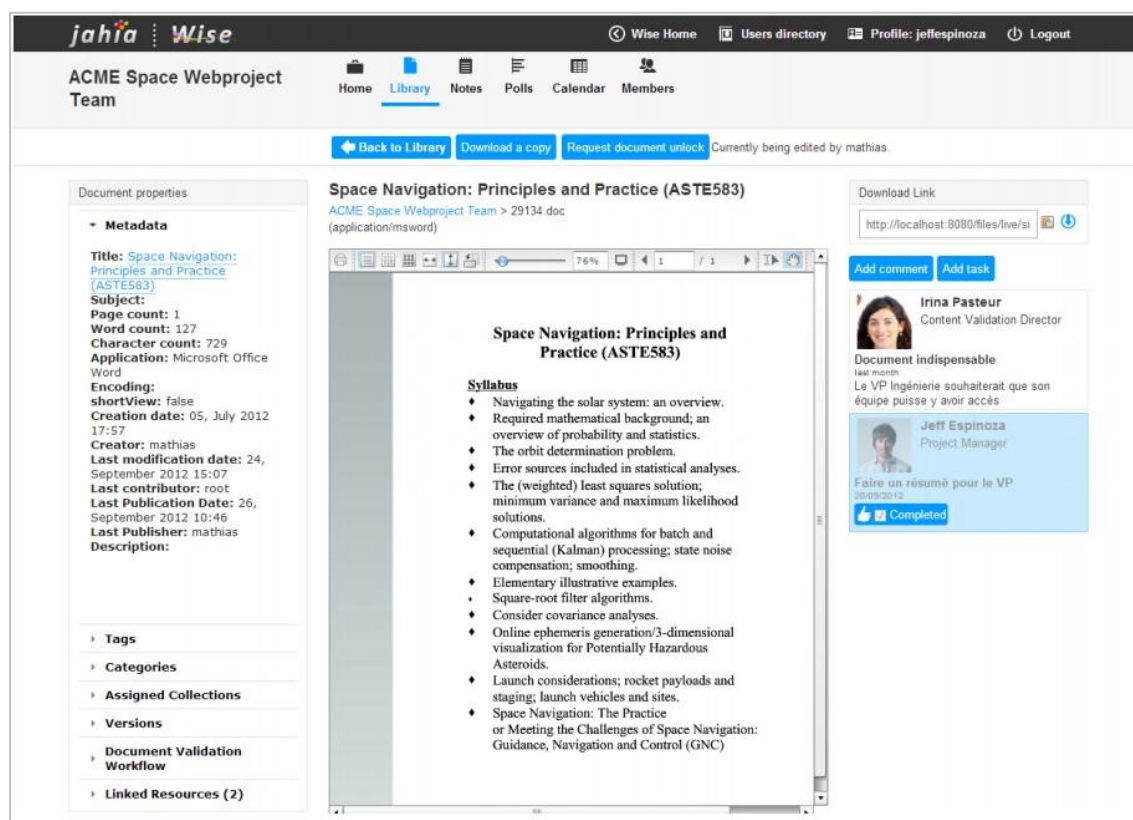 jahia Wise
Wise Home Users directory Profile: jeffespinoza Logout
ACME Space Webproject
Team
Home Library Notes Polls Calendar Members
Back to Library Download a copy Request document unlock Currently being edited by mathias.
Document properties
Metadata
Title: Space Navigation:
Principles and Practice
(ASTE583)
Subject:
Page count: 1
Word count: 127
Character count: 729
Application: Microsoft Office
Word
Encoding:
shortView: false
Creation date: 05, July 2012
17:57
Creator: mathias
Last modification date: 24,
September 2012 15:07
Last contributor: root
Last Publication Date: 26,
September 2012 10:46
Last Publisher: mathias
Description:
Tags
Categories
Assigned Collections
Versions
Document Validation
Workflow
Linked Resources (2)
Space Navigation: Principles and Practice (ASTE583)
ACME Space Webproject Team > 29134.doc
(application/msword)
76% 1 / 1
Space Navigation: Principles and
Practice (ASTE583)
Syllabus
♦ Navigating the solar system: an overview.
♦ Required mathematical background; an
overview of probability and statistics.
♦ The orbit determination problem.
♦ Error sources included in statistical analyses.
♦ The (weighted) least squares solution;
minimum variance and maximum likelihood
solutions.
♦ Computational algorithms for batch and
sequential (Kalman) processing; state noise
compensation; smoothing.
♦ Elementary illustrative examples.
♦ Square-root filter algorithms.
♦ Consider covariance analyses.
♦ Online ephemeris generation/3-dimensional
visualization for Potentially Hazardous
Asteroids.
♦ Launch considerations; rocket payloads and
staging; launch vehicles and sites.
♦ Space Navigation: The Practice
or Meeting the Challenges of Space Navigation:
Guidance, Navigation and Control (GNC)
Download Link
http://localhost:8080/files/live/si
Add comment Add task
Irina Pasteur
Content Validation Director
Document indispensable
last month
Le VP Ingénierie souhaiterait que son
équipe puisse y avoir accès
Jeff Espinoza
Project Manager
Faire un résumé pour le VP
20/09/2012
Completed